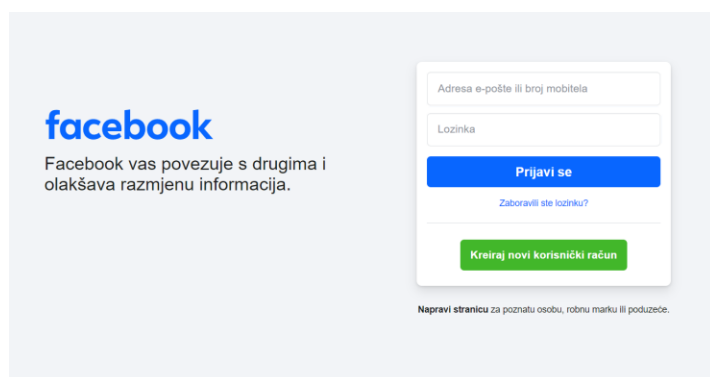 facebook
Facebook vas povezuje s drugima i
olakšava razmjenu informacija.
Adresa e-pošte ili broj mobitela
Lozinka
Prijavi se
Zaboravili ste lozinku?
Kreiraj novi korisnički račun
Napravi stranicu za poznatu osobu, robnu marku ili poduzeće.